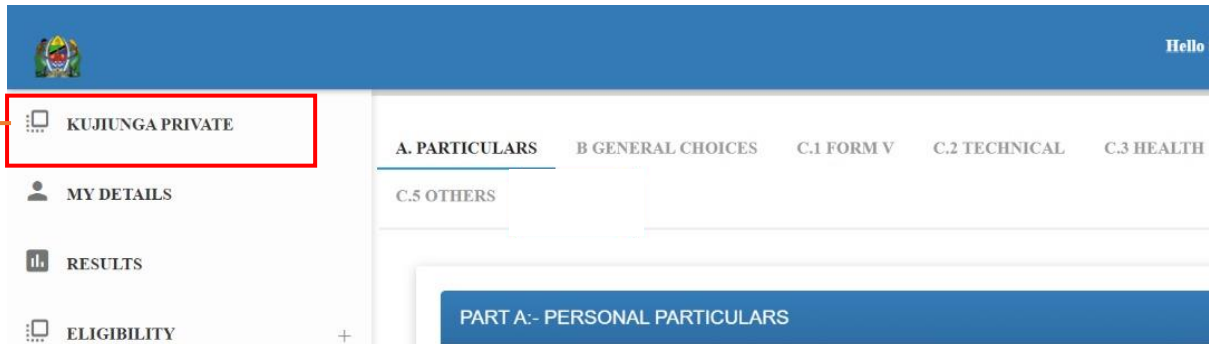 Hello
KUJIUNGA PRIVATE
MY DETAILS
RESULTS
ELIGIBILITY +
A. PARTICULARS B GENERAL CHOICES C.1 FORM V C.2 TECHNICAL C.3 HEALTH
C.5 OTHERS
PART A:- PERSONAL PARTICULARS